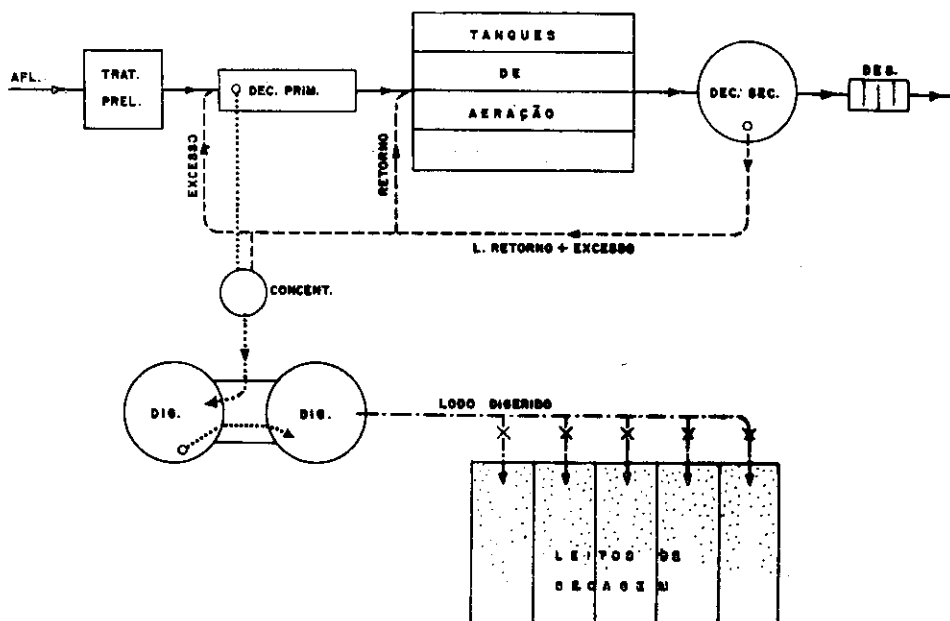 AFL.
TRAT.
PREL.
DEC. PRIM.
TANQUES
DE
AERAÇÃO
DEC. SEC.
DES.
EXCESSO
RETORNO
L. RETORNO + EXCESSO
CONCENT.
DIG.
DIG.
LODO DIGERIDO
LEITOS DE
SECAGEM